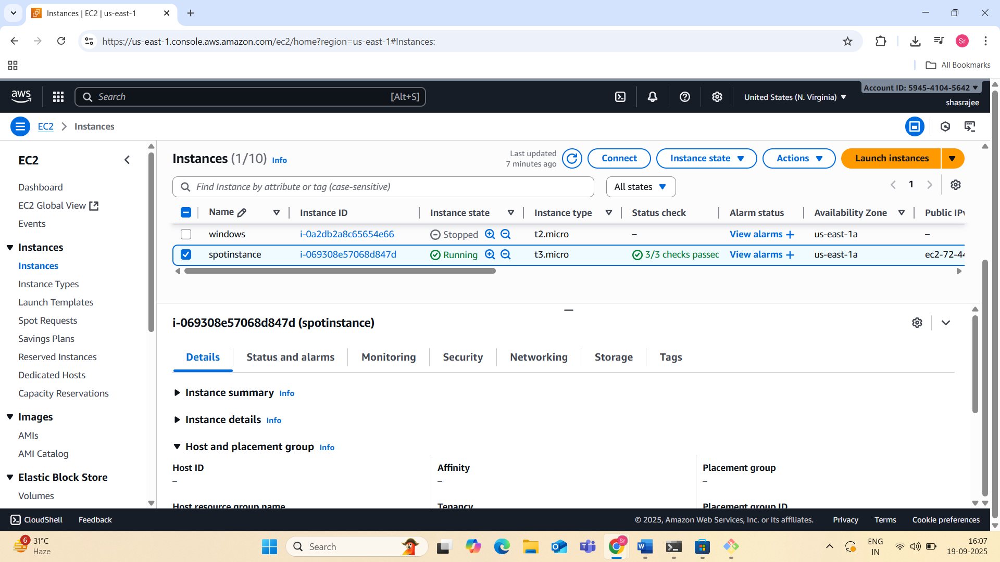 Instances | EC2 | us-east-1
https://us-east-1.console.aws.amazon.com/ec2/home?region=us-east-1#Instances:
Sr
All Bookmarks
aws
Search
[Alt+S]
United States (N. Virginia)
Account ID: 5945-4104-5642
shasrajee
EC2
Instances
EC2
Dashboard
EC2 Global View
Events
Instances
Instances
Instance Types
Launch Templates
Spot Requests
Savings Plans
Reserved Instances
Dedicated Hosts
Capacity Reservations
Images
AMIs
AMI Catalog
Elastic Block Store
Volumes
Instances (1/10) Info
Last updated
7 minutes ago
Connect
Instance state
Actions
Launch instances
Find Instance by attribute or tag (case-sensitive)
All states
1
Name Instance ID Instance state Instance type Status check Alarm status Availability Zone Public IPv
windows i-0a2db2a8c65654e66 Stopped t2.micro – View alarms + us-east-1a –
spotinstance i-069308e57068d847d Running t3.micro 3/3 checks passed View alarms + us-east-1a ec2-72-44
i-069308e57068d847d (spotinstance)
Details
Status and alarms
Monitoring
Security
Networking
Storage
Tags
Instance summary Info
Instance details Info
Host and placement group Info
Host ID
–
Affinity
–
Placement group
–
Host resource group name
Tenancy
Placement group ID
CloudShell
Feedback
© 2025, Amazon Web Services, Inc. or its affiliates.
Privacy
Terms
Cookie preferences
6
31°C
Haze
Search
Sr
ENG
IN
16:07
19-09-2025